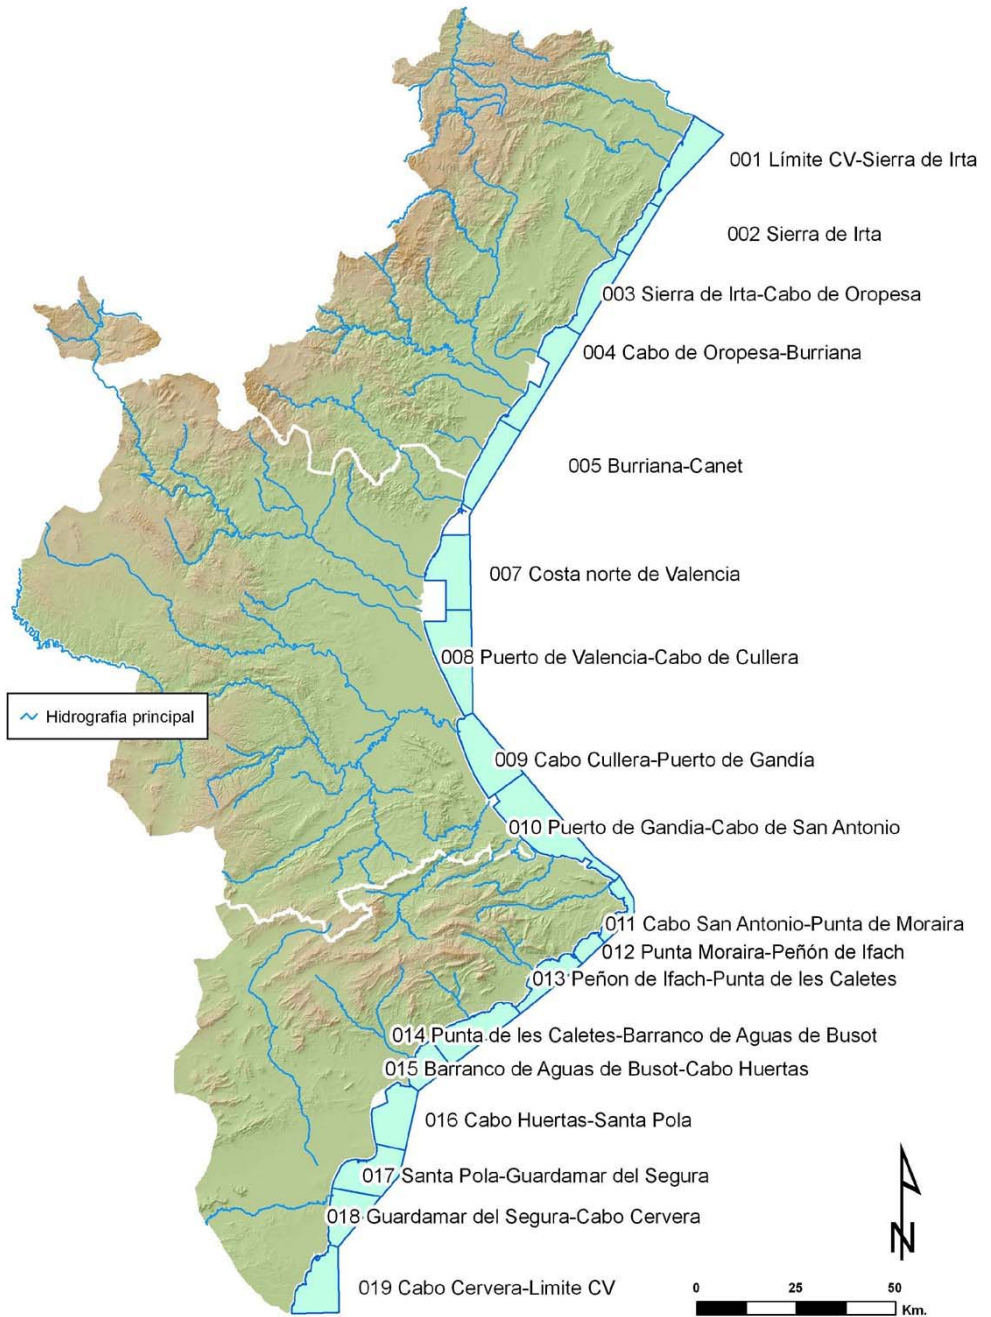 001 Límite CV-Sierra de Irta
002 Sierra de Irta
003 Sierra de Irta-Cabo de Oropesa
004 Cabo de Oropesa-Burriana
005 Burriana-Canet
007 Costa norte de Valencia
008 Puerto de Valencia-Cabo de Cullera
Hidrografia principal
009 Cabo Cullera-Puerto de Gandía
010 Puerto de Gandia-Cabo de San Antonio
011 Cabo San Antonio-Punta de Moraira
012 Punta Moraira-Peñón de Ifach
013 Peñon de Ifach-Punta de les Caletes
014 Punta de les Caletes-Barranco de Aguas de Busot
015 Barranco de Aguas de Busot-Cabo Huertas
016 Cabo Huertas-Santa Pola
017 Santa Pola-Guardamar del Segura
018 Guardamar del Segura-Cabo Cervera
N
019 Cabo Cervera-Limite CV
0 25 50
Km.